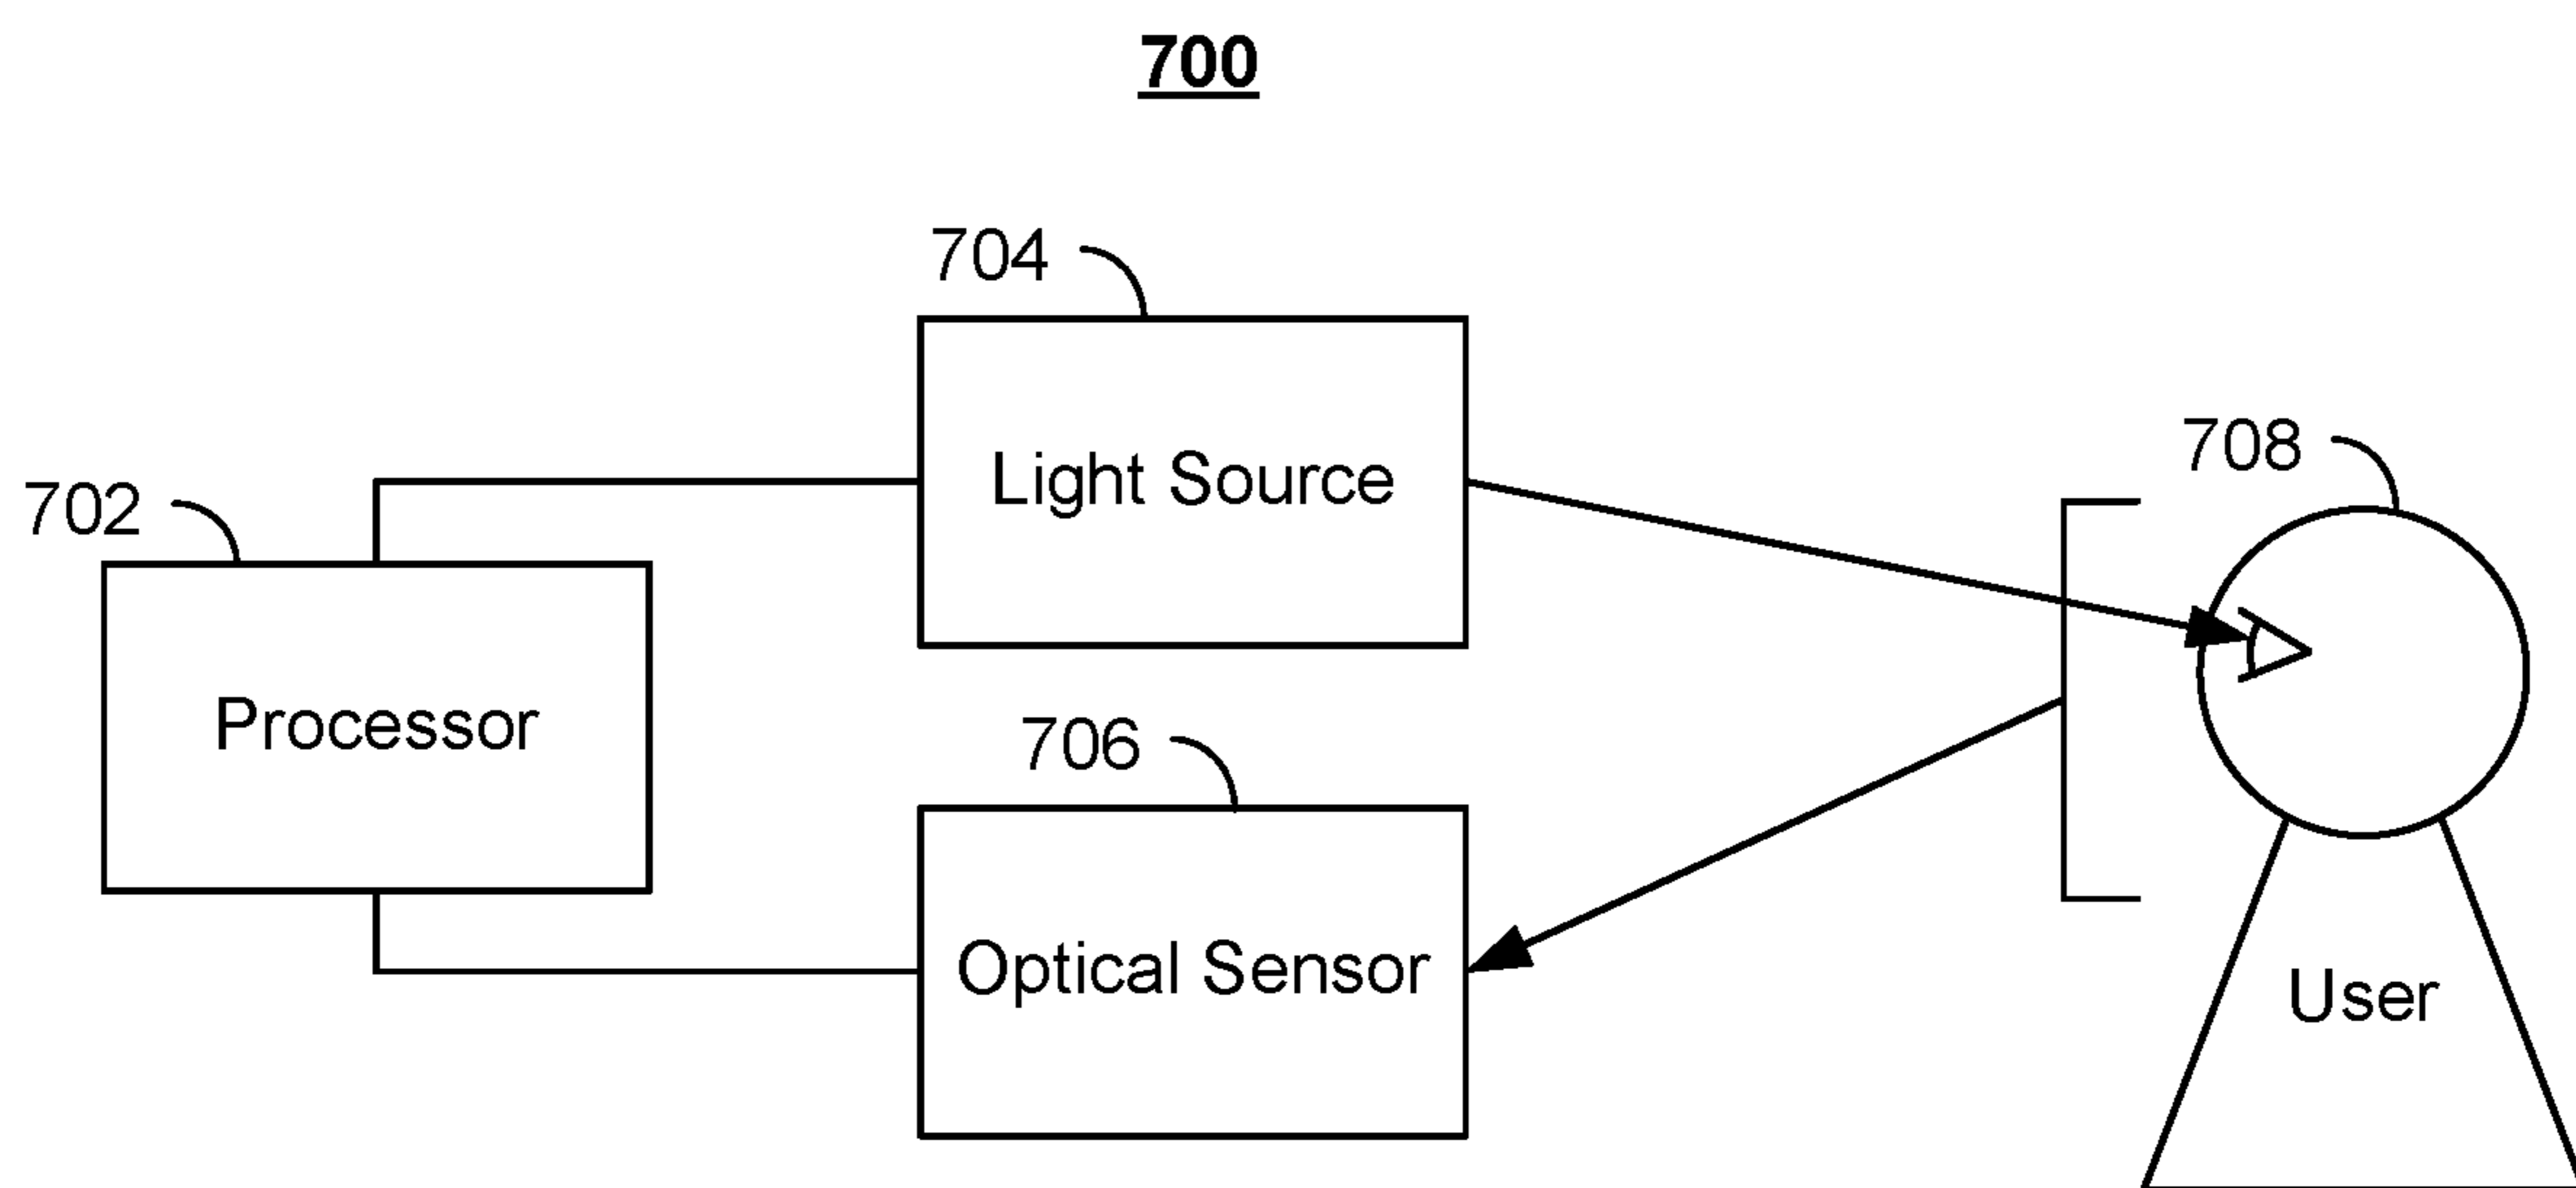 700
704
Light Source
708
702
Processor
706
Optical Sensor
User